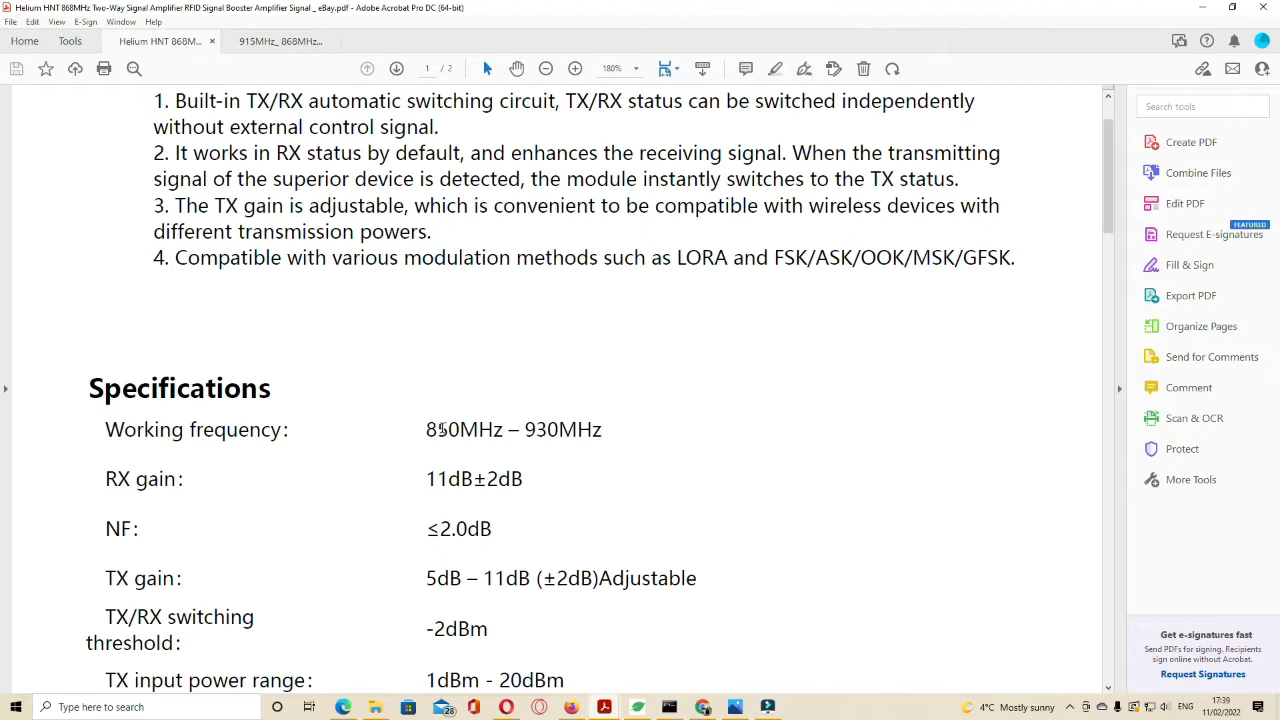 Helium HNT 868MHz Two-Way Signal Amplifier RFID Signal Booster Amplifier Signal _ eBay.pdf - Adobe Acrobat Pro DC (64-bit)
File Edit View E-Sign Window Help
Home Tools Helium HNT 868M... × 915MHz_ 868MHz...
1 / 2 180%
1. Built-in TX/RX automatic switching circuit, TX/RX status can be switched independently
without external control signal.
2. It works in RX status by default, and enhances the receiving signal. When the transmitting
signal of the superior device is detected, the module instantly switches to the TX status.
3. The TX gain is adjustable, which is convenient to be compatible with wireless devices with
different transmission powers.
4. Compatible with various modulation methods such as LORA and FSK/ASK/OOK/MSK/GFSK.
Specifications
Working frequency: 850MHz – 930MHz
RX gain: 11dB±2dB
NF: ≤2.0dB
TX gain: 5dB – 11dB (±2dB)Adjustable
TX/RX switching
threshold: -2dBm
TX input power range: 1dBm - 20dBm
Search tools
Create PDF
Combine Files
Edit PDF
FEATURED
Request E-signatures
Fill & Sign
Export PDF
Organize Pages
Send for Comments
Comment
Scan & OCR
Protect
More Tools
Get e-signatures fast
Send PDFs for signing. Recipients
sign online without Acrobat.
Request Signatures
Type here to search
28
4°C Mostly sunny
ENG
17:39
11/02/2022